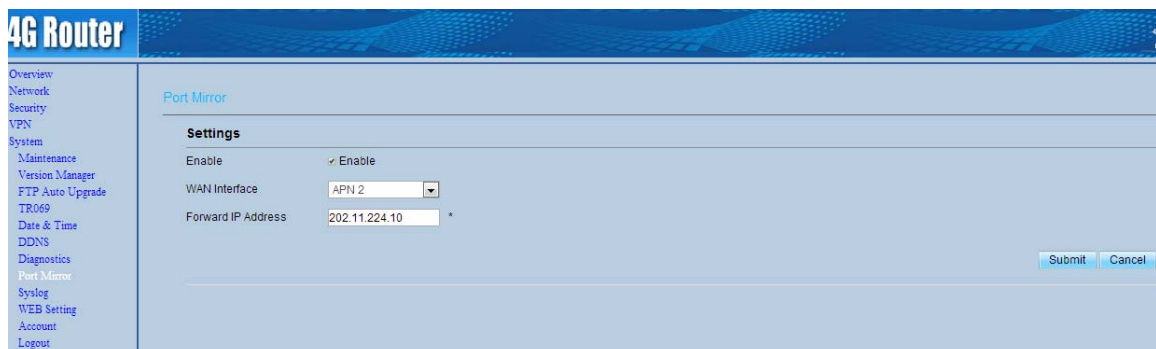 4G Router
Overview
Network
Security
VPN
System
Maintenance
Version Manager
FTP Auto Upgrade
TR069
Date & Time
DDNS
Diagnostics
Port Mirror
Syslog
WEB Setting
Account
Logout
Port Mirror
Settings
Enable Enable
WAN Interface APN 2
Forward IP Address 202.11.224.10 *
Submit Cancel